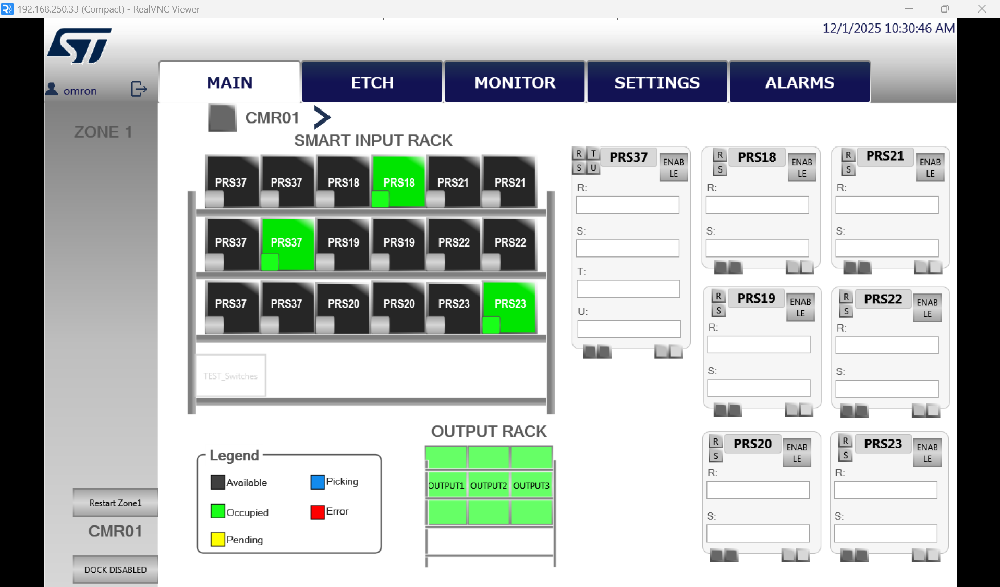 192.168.250.33 (Compact) - RealVNC Viewer
12/1/2025 10:30:46 AM
ST
omron
MAIN
ETCH
MONITOR
SETTINGS
ALARMS
ZONE 1
CMR01
SMART INPUT RACK
PRS37
PRS37
PRS18
PRS18
PRS21
PRS21
PRS37
PRS37
PRS19
PRS19
PRS22
PRS22
PRS37
PRS37
PRS20
PRS20
PRS23
PRS23
TEST_Switches
R T
S U
PRS37
ENAB
LE
R:
S:
T:
U:
R
S
PRS18
ENAB
LE
R:
S:
R
S
PRS21
ENAB
LE
R:
S:
R
S
PRS19
ENAB
LE
R:
S:
R
S
PRS22
ENAB
LE
R:
S:
R
S
PRS20
ENAB
LE
R:
S:
R
S
PRS23
ENAB
LE
R:
S:
OUTPUT RACK
OUTPUT1
OUTPUT2
OUTPUT3
Legend
Available
Picking
Occupied
Error
Pending
Restart Zone1
CMR01
DOCK DISABLED